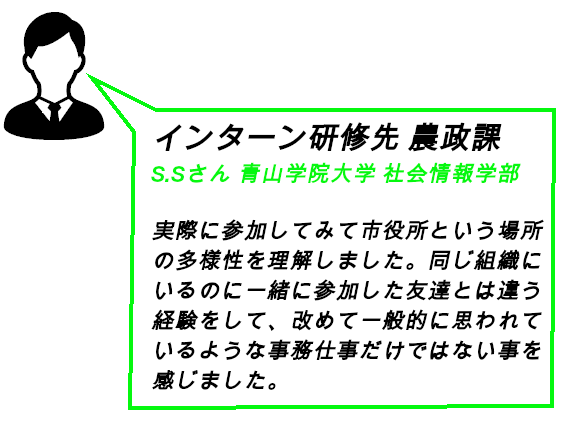 インターン研修先 農政課
S.Sさん 青山学院大学 社会情報学部
実際に参加してみて市役所という場所
の多様性を理解しました。同じ組織に
いるのに一緒に参加した友達とは違う
経験をして、改めて一般的に思われて
いるような事務仕事だけではない事を
感じました。